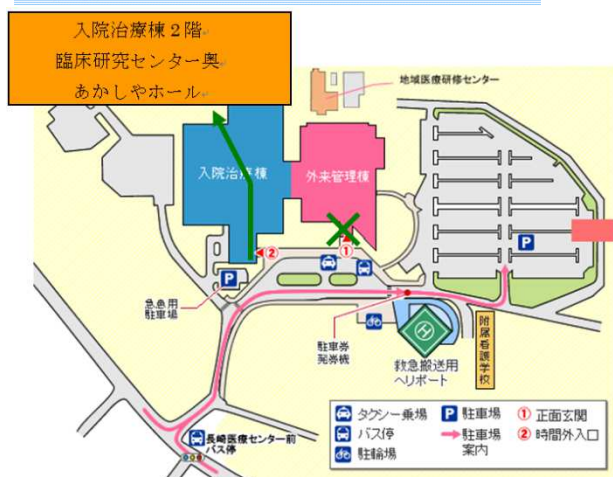 入院治療棟2階
臨床研究センター奥
あかしやホール
地域医療研修センター
入院治療棟
外来管理棟
②
①
P
P
救急用
駐車場
駐車券
発券機
H
救急搬送用
ヘリポート
附属看護学校
長崎医療センター前
バス停
タクシー乗場
P 駐車場
① 正面玄関
バス停
駐車場
案内
② 時間外入口
駐輪場